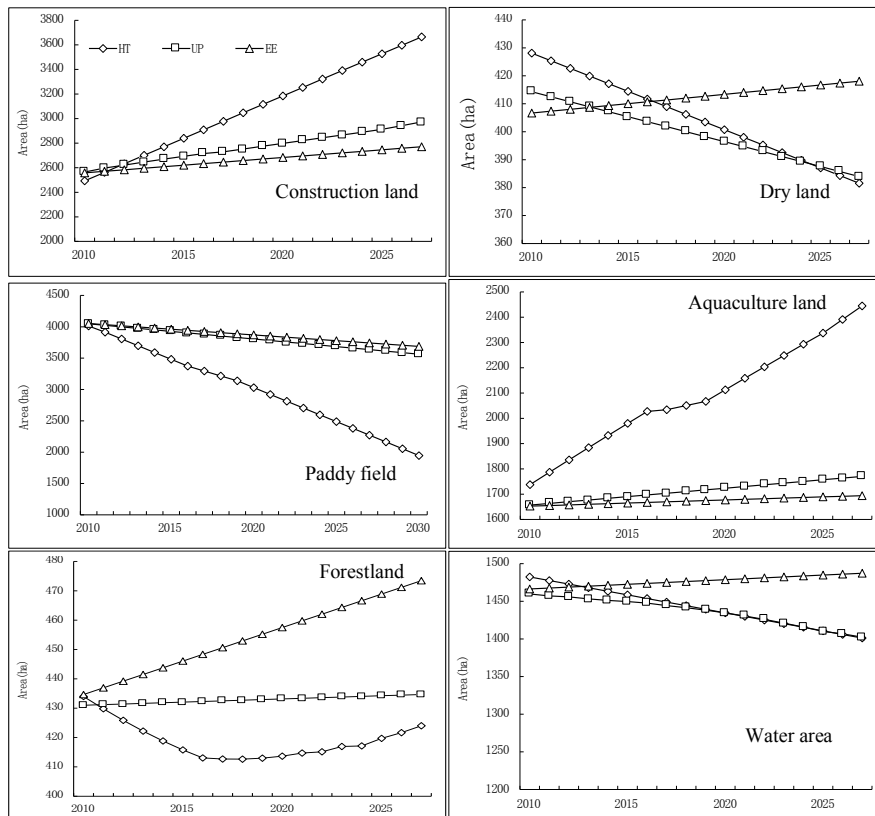 3800
3600
3400
3200
3000
2800
2600
2400
2200
2000
Area(ha)
HT UP EE
Construction land
2010 2015 2020 2025
430
420
410
400
390
380
370
360
Area(ha)
Dry land
2010 2015 2020 2025
4500
4000
3500
3000
2500
2000
1500
1000
Area(ha)
Paddy field
2010 2015 2020 2025 2030
2500
2400
2300
2200
2100
2000
1900
1800
1700
1600
Area(ha)
Aquaculture land
2010 2015 2020 2025
480
470
460
450
440
430
420
410
400
Area(ha)
Forestland
2010 2015 2020 2025
1500
1450
1400
1350
1300
1250
1200
Area(ha)
Water area
2010 2015 2020 2025